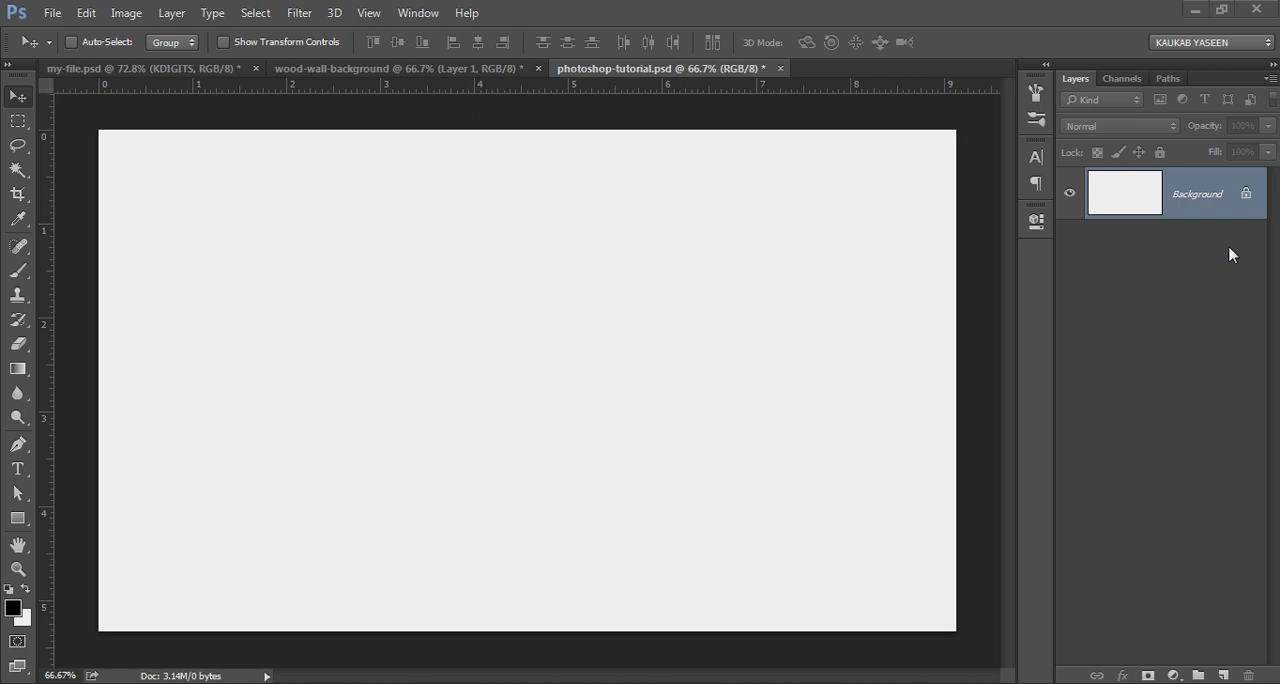 Ps File Edit Image Layer Type Select Filter 3D View Window Help
Auto-Select: Group Show Transform Controls 3D Mode: KAUKAB YASEEN
my-file.psd @ 72.8% (KDIGITS, RGB/8) * × wood-wall-background @ 66.7% (Layer 1, RGB/8) * × photoshop-tutorial.psd @ 66.7% (RGB/8) * ×
Layers Channels Paths
0 1 2 3 4 5 6 7 8 9
Kind
Normal Opacity: 100%
Lock: Fill: 100%
Background
0
1
2
3
4
5
A
T
66.67% Doc: 3.14M/0 bytes
fx